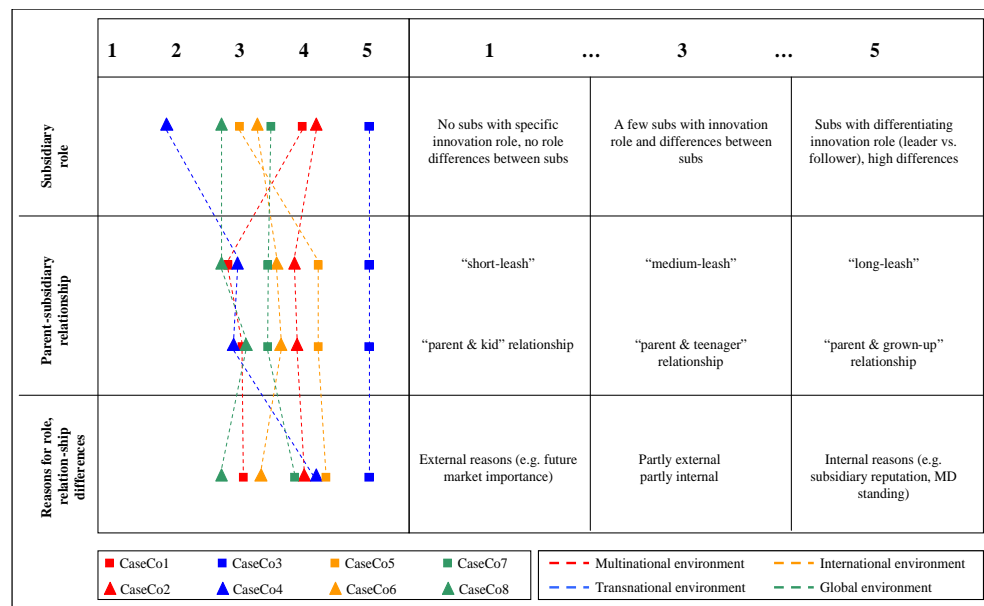 1 2 3 4 5 1 … 3 … 5
Subsidiary
role
No subs with specific
innovation role, no role
differences between subs
A few subs with innovation
role and differences between
subs
Subs with differentiating
innovation role (leader vs.
follower), high differences
Parent-subsidiary
relationship
“short-leash”
“medium-leash”
“long-leash”
“parent & kid” relationship
“parent & teenager”
relationship
“parent & grown-up”
relationship
Reasons for role,
relation-ship
differences
External reasons (e.g. future
market importance)
Partly external
partly internal
Internal reasons (e.g.
subsidiary reputation, MD
standing)
CaseCo1 CaseCo3 CaseCo5 CaseCo7
CaseCo2 CaseCo4 CaseCo6 CaseCo8
Multinational environment International environment
Transnational environment Global environment